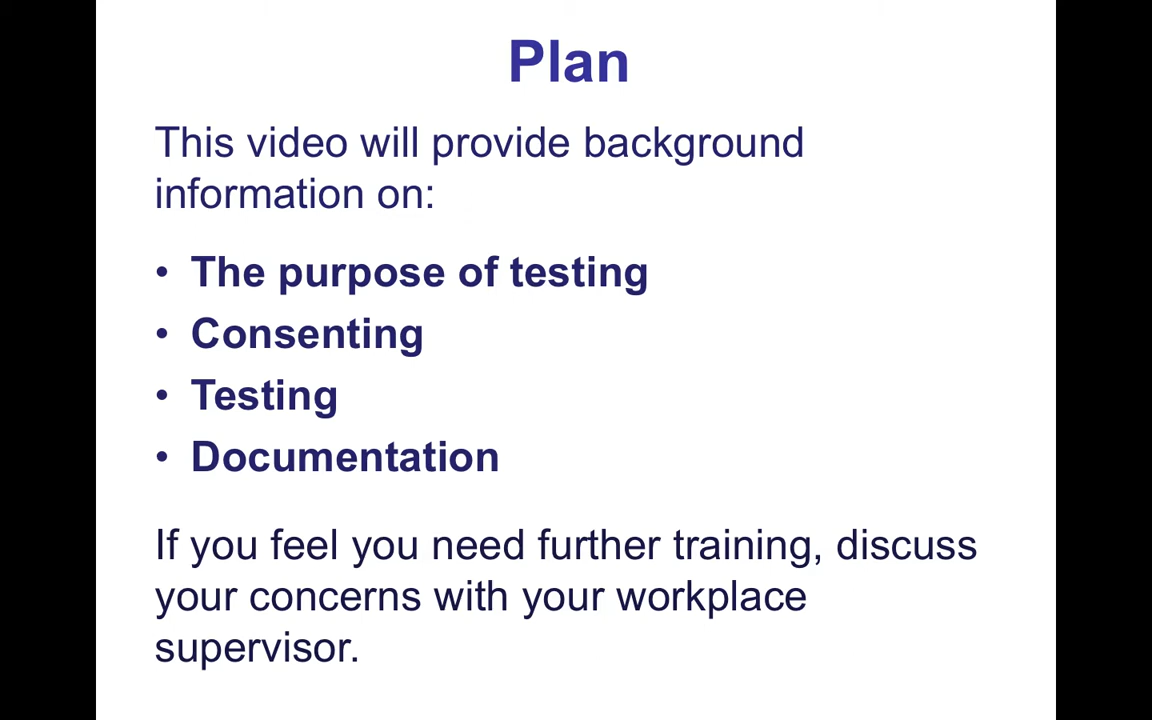 Plan
This video will provide background
information on:
• The purpose of testing
• Consenting
• Testing
• Documentation
If you feel you need further training, discuss
your concerns with your workplace
supervisor.